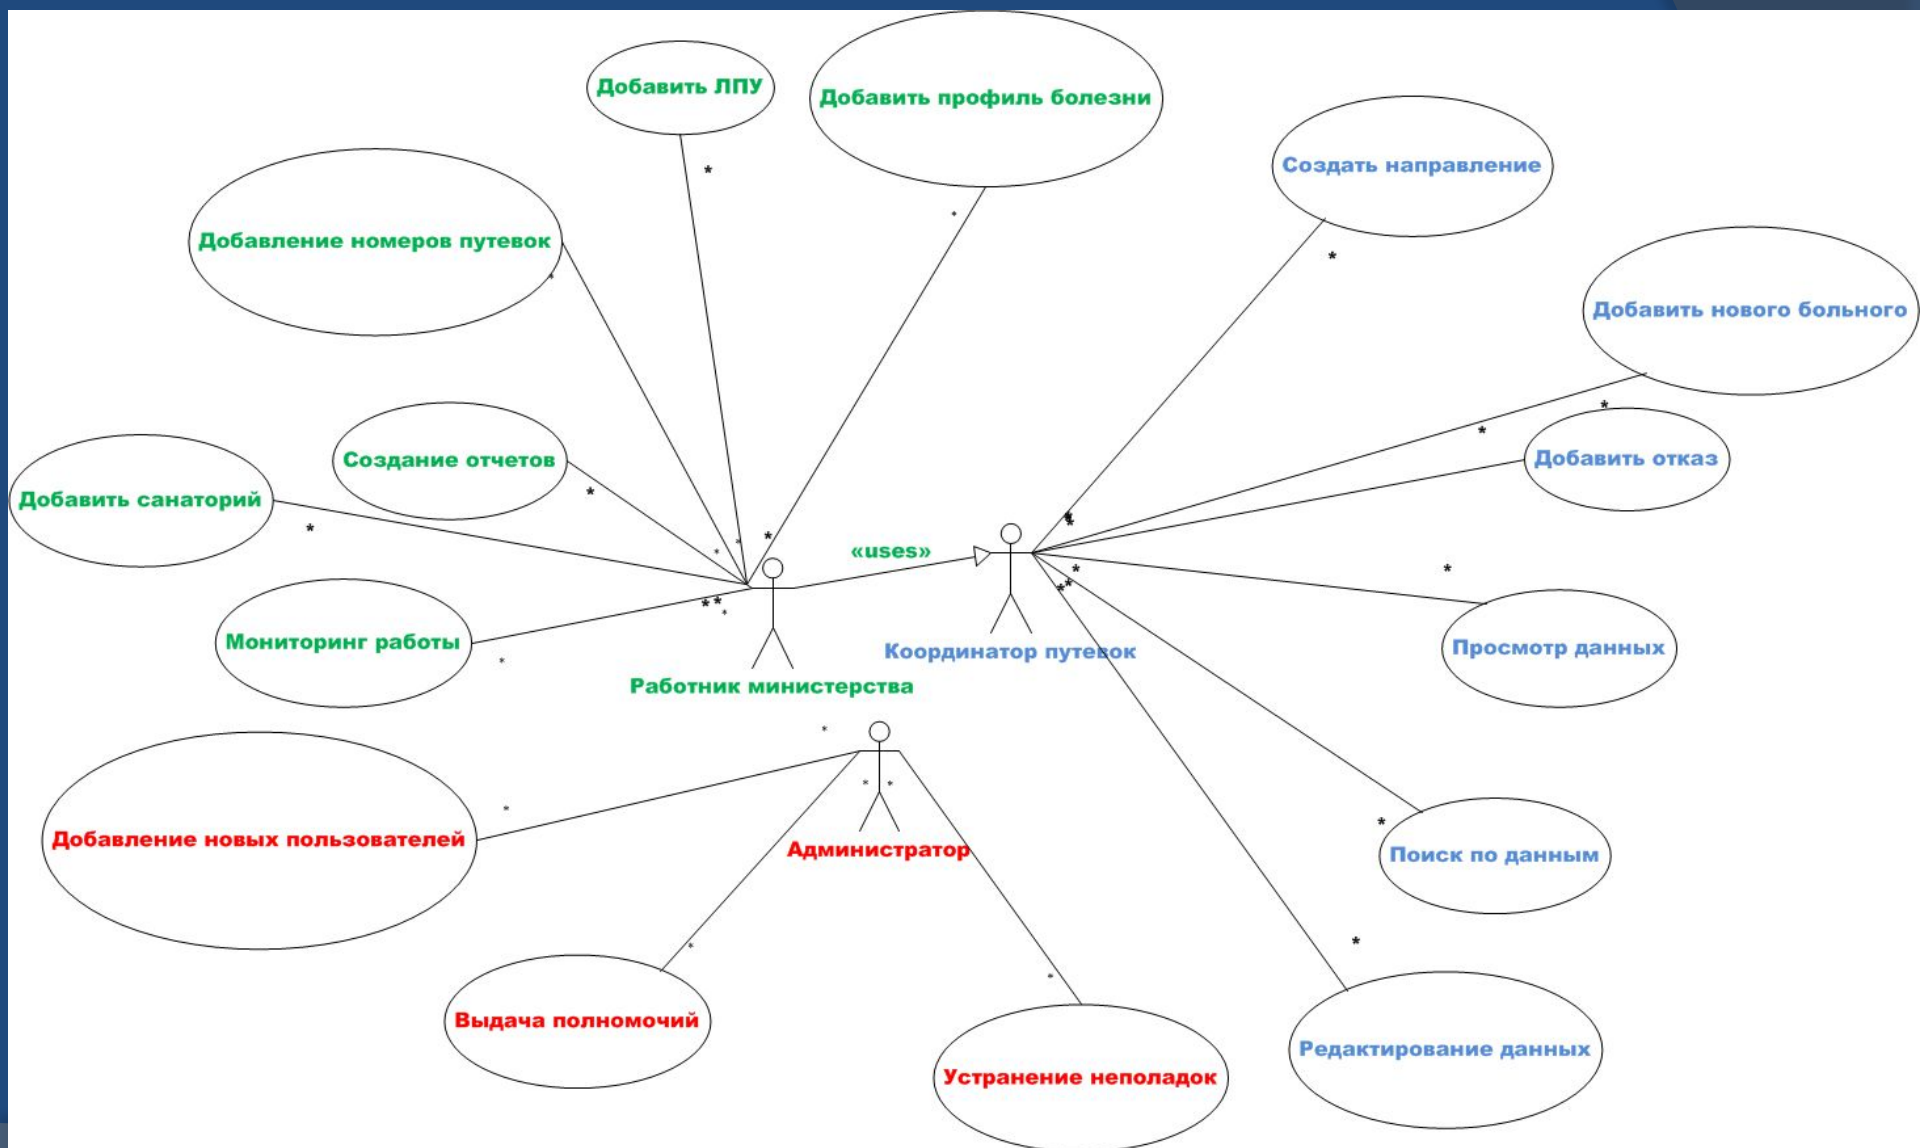 Добавить ЛПУ
Добавить профиль болезни
Создать направление
Добавление номеров путевок
Добавить нового больного
Создание отчетов
Добавить отказ
Добавить санаторий
«uses»
Мониторинг работы
Координатор путевок
Просмотр данных
Работник министерства
Добавление новых пользователей
Администратор
Поиск по данным
Выдача полномочий
Редактирование данных
Устранение неполадок